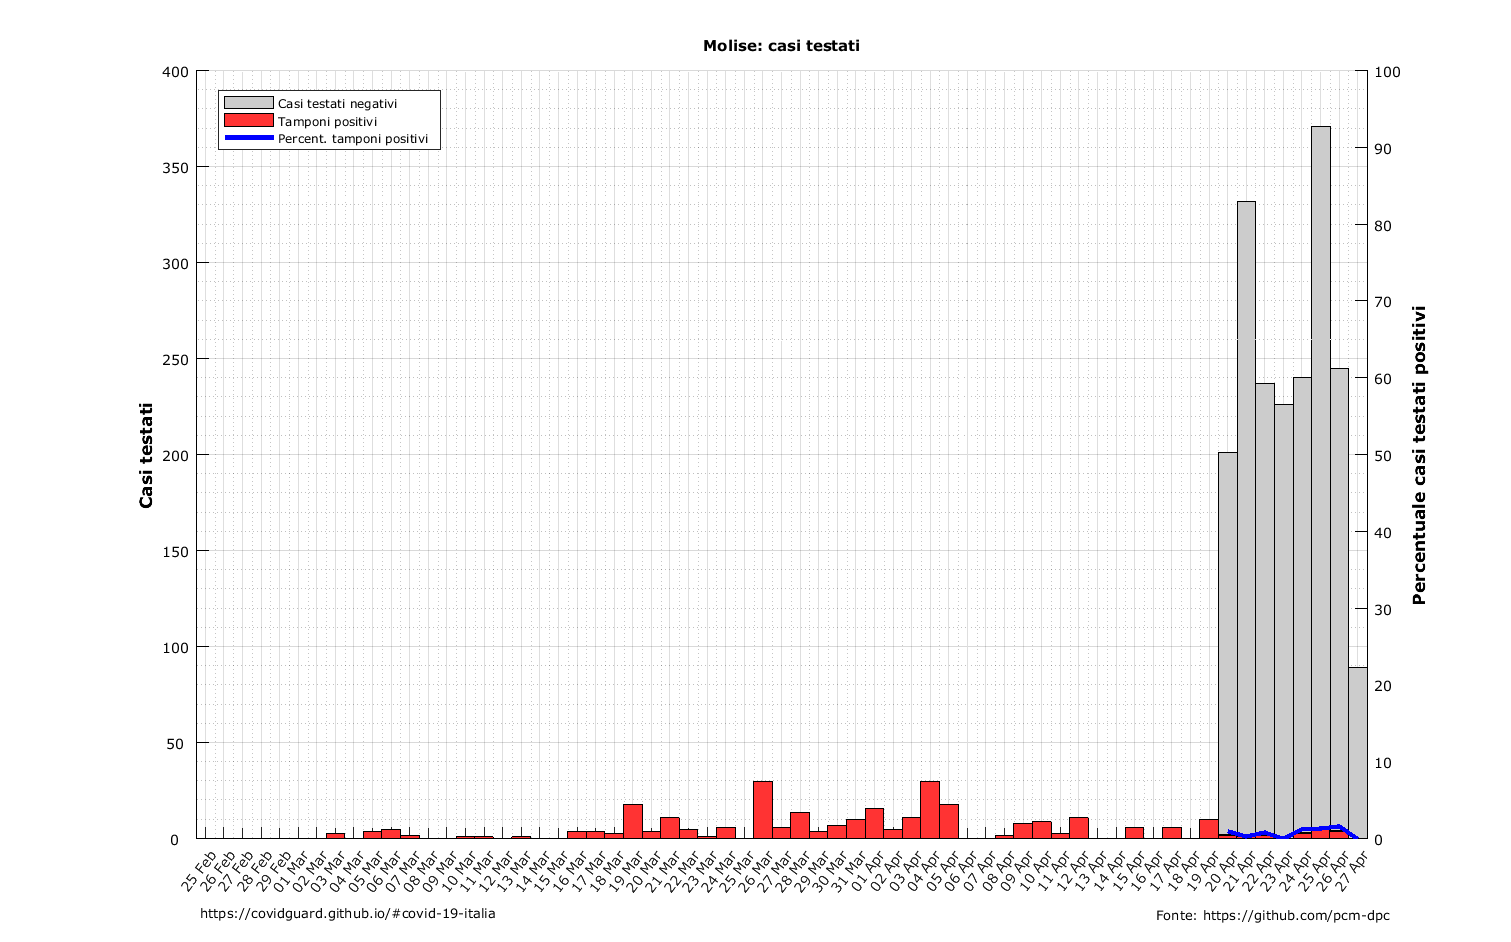 Molise: casi testati
Casi testati negativi
Tamponi positivi
Percent. tamponi positivi
Casi testati
400
350
300
250
200
150
100
50
0
100
90
80
70
60
50
40
30
20
10
0
Percentuale casi testati positivi
25 Feb
26 Feb
27 Feb
28 Feb
29 Feb
01 Mar
02 Mar
03 Mar
04 Mar
05 Mar
06 Mar
07 Mar
08 Mar
09 Mar
10 Mar
11 Mar
12 Mar
13 Mar
14 Mar
15 Mar
16 Mar
17 Mar
18 Mar
19 Mar
20 Mar
21 Mar
22 Mar
23 Mar
24 Mar
25 Mar
26 Mar
27 Mar
28 Mar
29 Mar
30 Mar
31 Mar
01 Apr
02 Apr
03 Apr
04 Apr
05 Apr
06 Apr
07 Apr
08 Apr
09 Apr
10 Apr
11 Apr
12 Apr
13 Apr
14 Apr
15 Apr
16 Apr
17 Apr
18 Apr
19 Apr
20 Apr
21 Apr
22 Apr
23 Apr
24 Apr
25 Apr
26 Apr
27 Apr
https://covidguard.github.io/#covid-19-italia
Fonte: https://github.com/pcm-dpc